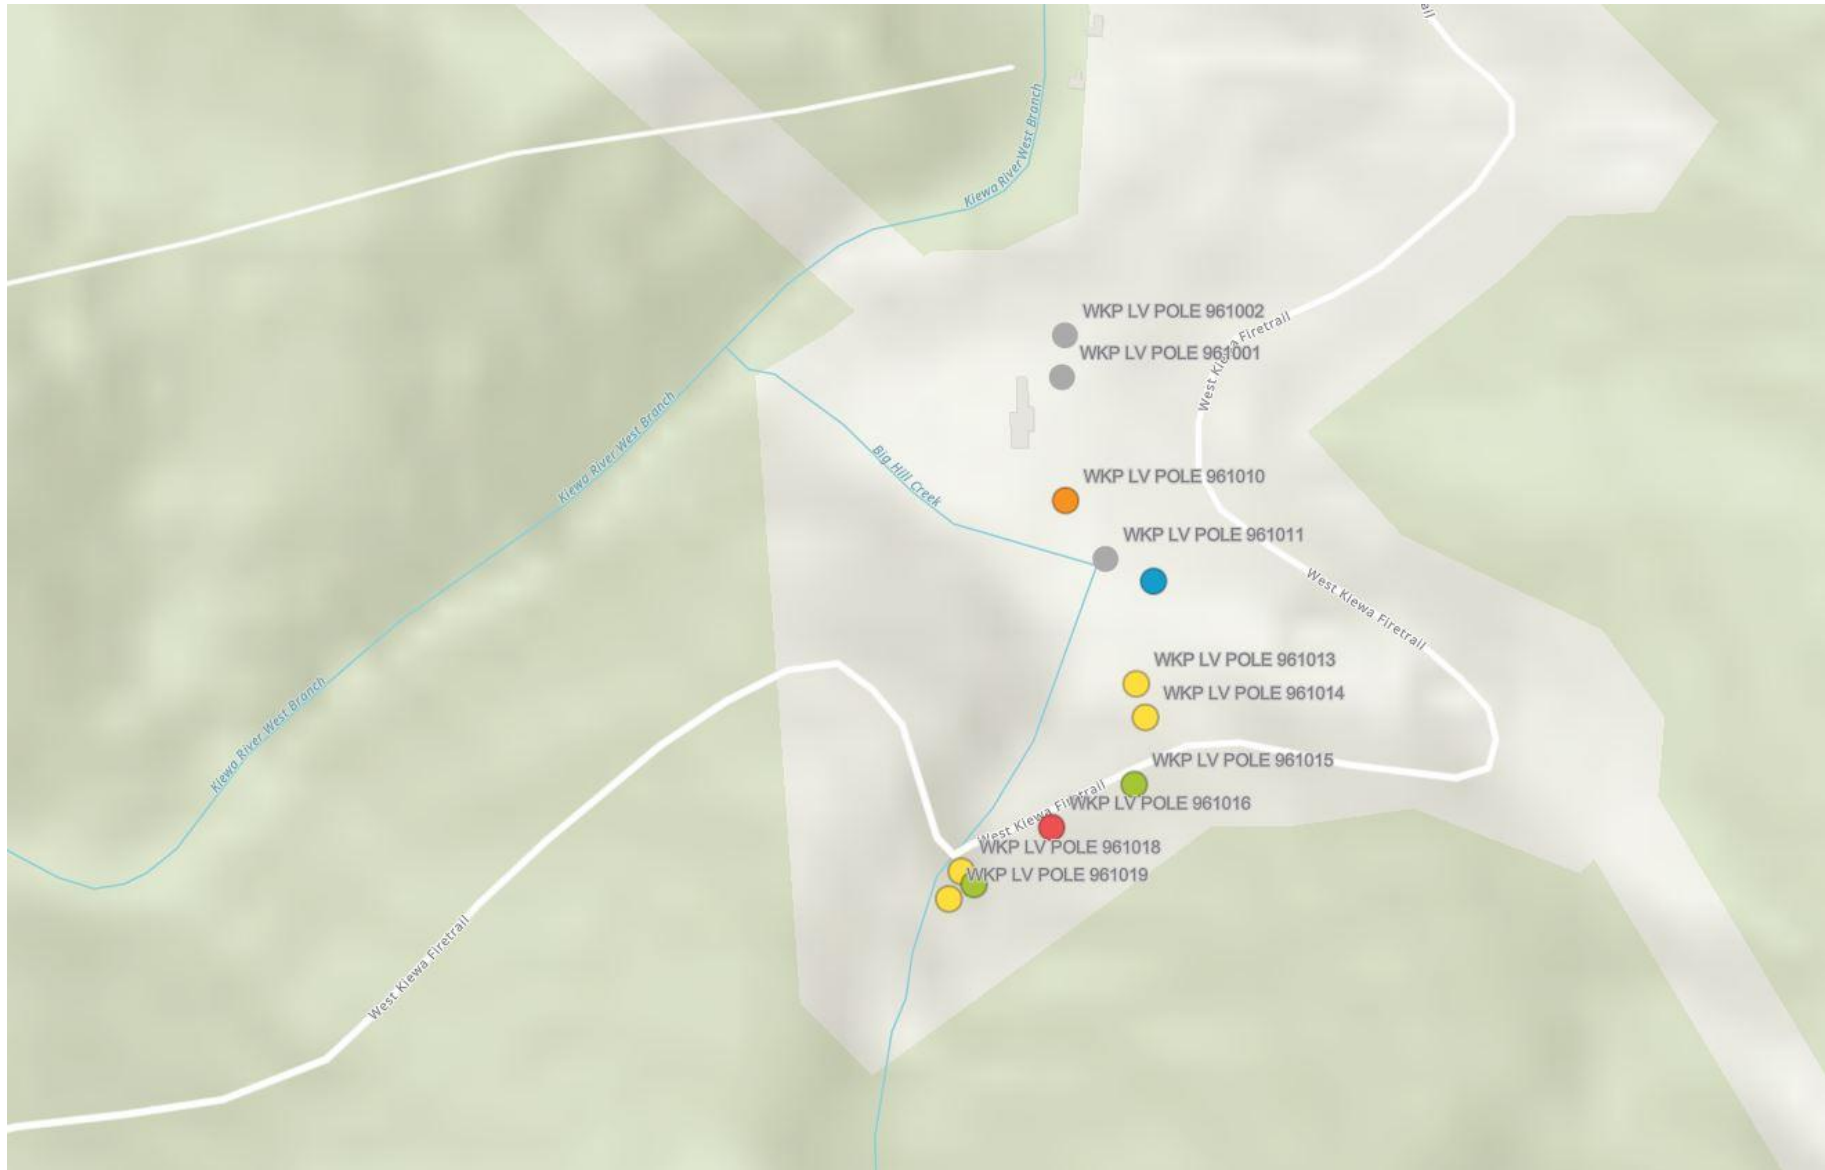 ail
Kiewa River West Branch
WKP LV POLE 961002
West Kiewa Firetrail
WKP LV POLE 961001
Kiewa River West Branch
Big Hill Creek
WKP LV POLE 961010
WKP LV POLE 961011
West Kiewa Firetrail
WKP LV POLE 961013
WKP LV POLE 961014
Kiewa River West Branch
WKP LV POLE 961015
West Kiewa Firetrail
WKP LV POLE 961016
WKP LV POLE 961018
WKP LV POLE 961019
West Kiewa Firetrail